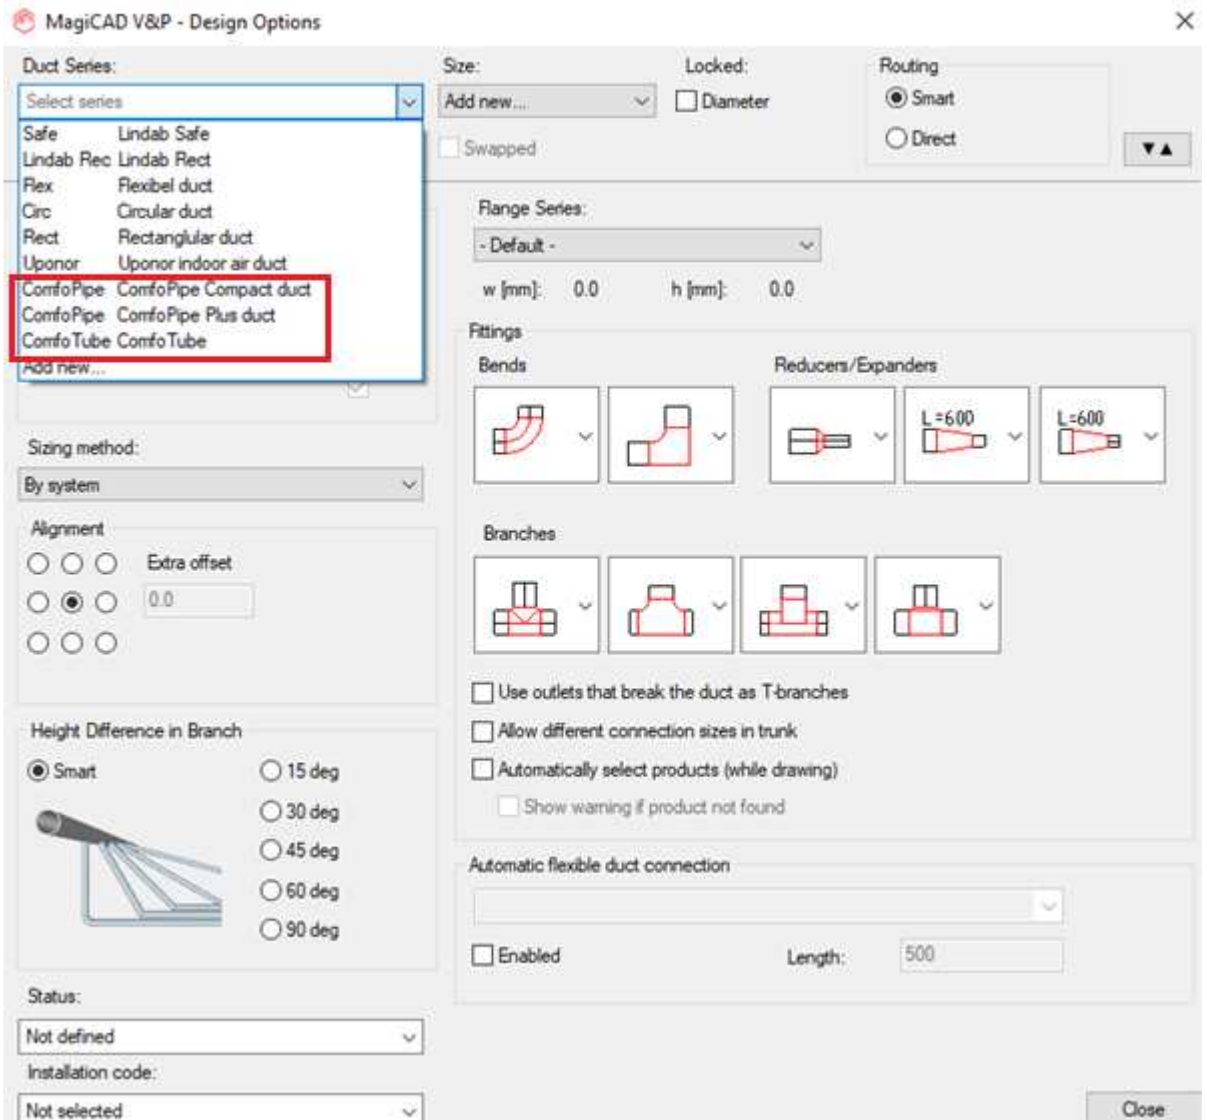 MagiCAD V&P - Design Options
Duct Series:
Size:
Locked:
Routing
Select series
Add new...
Diameter
Smart
Swapped
Direct
▼▲
Safe Lindab Safe
Lindab Rec Lindab Rect
Flex Flexibel duct
Circ Circular duct
Rect Rectanglular duct
Uponor Uponor indoor air duct
ComfoPipe ComfoPipe Compact duct
ComfoPipe ComfoPipe Plus duct
ComfoTube ComfoTube
Add new...
Flange Series:
- Default -
w [mm]: 0.0 h [mm]: 0.0
Fittings
Bends
Reducers/Expanders
L=600
L=600
Sizing method:
By system
Alignment
Extra offset
0.0
Branches
Use outlets that break the duct as T-branches
Allow different connection sizes in trunk
Automatically select products (while drawing)
Show warning if product not found
Height Difference in Branch
Smart
15 deg
30 deg
45 deg
60 deg
90 deg
Automatic flexible duct connection
Enabled
Length: 500
Status:
Not defined
Installation code:
Not selected
Close